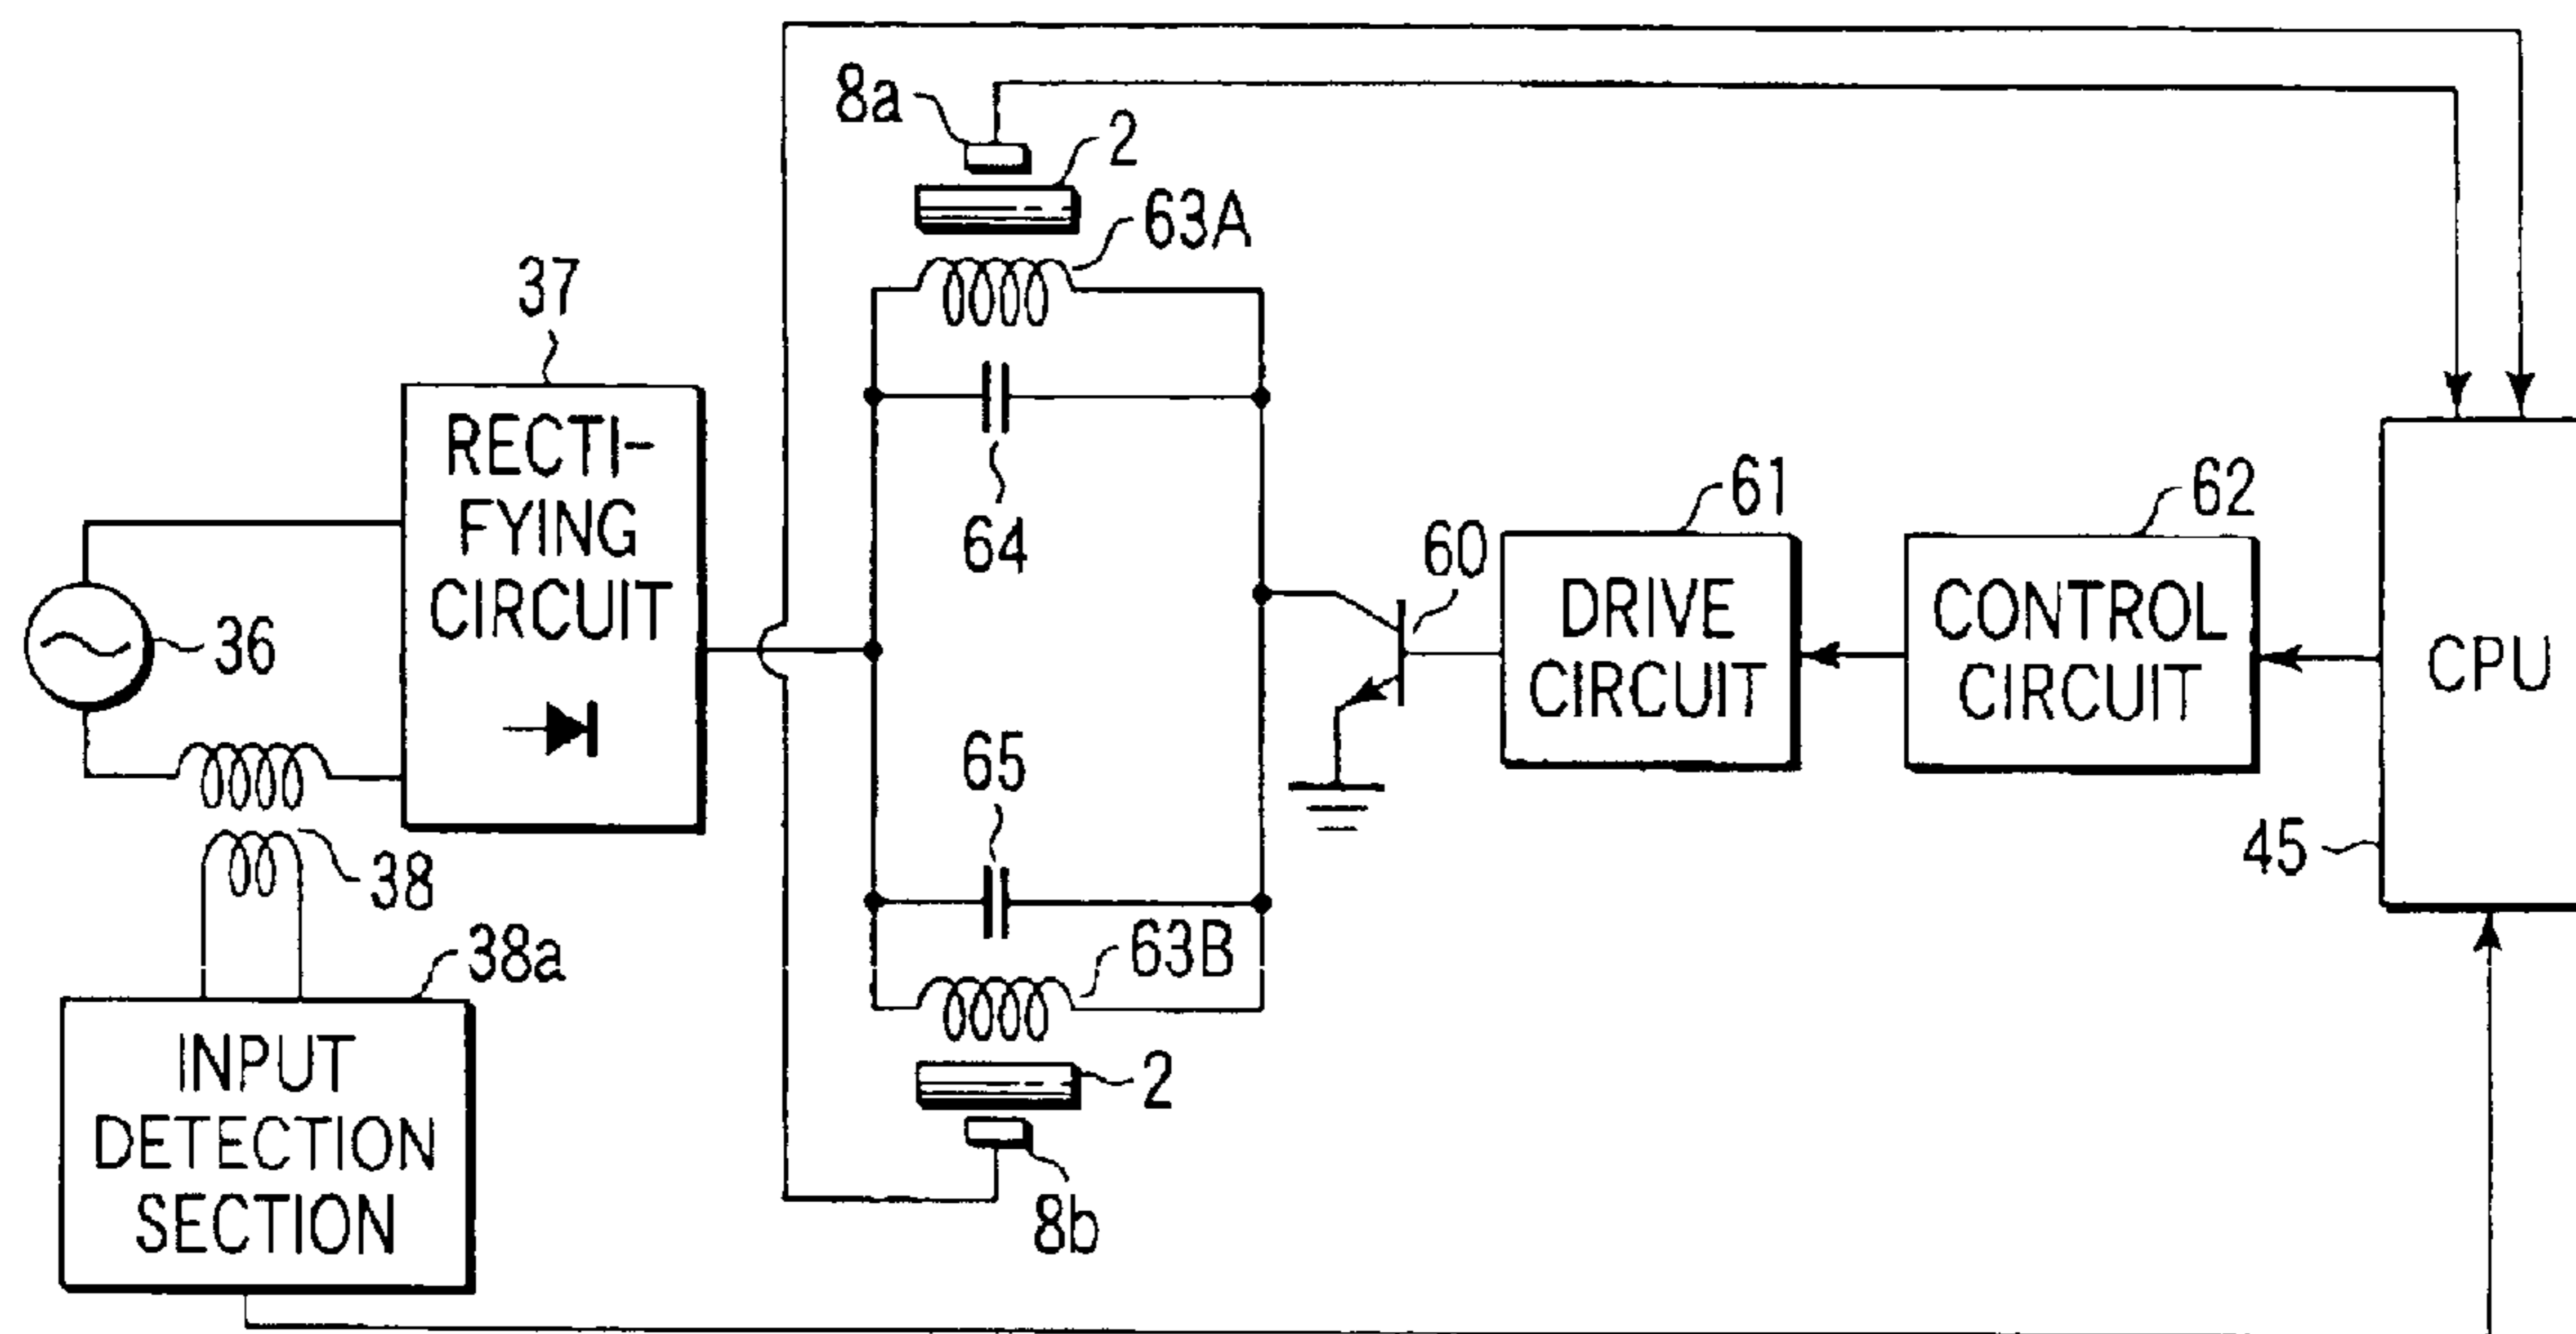 8a
2
63A
37
RECTI-
FYING
CIRCUIT
64
61
62
60
36
DRIVE
CIRCUIT
CONTROL
CIRCUIT
CPU
65
45
38
38a
63B
INPUT
DETECTION
SECTION
2
8b